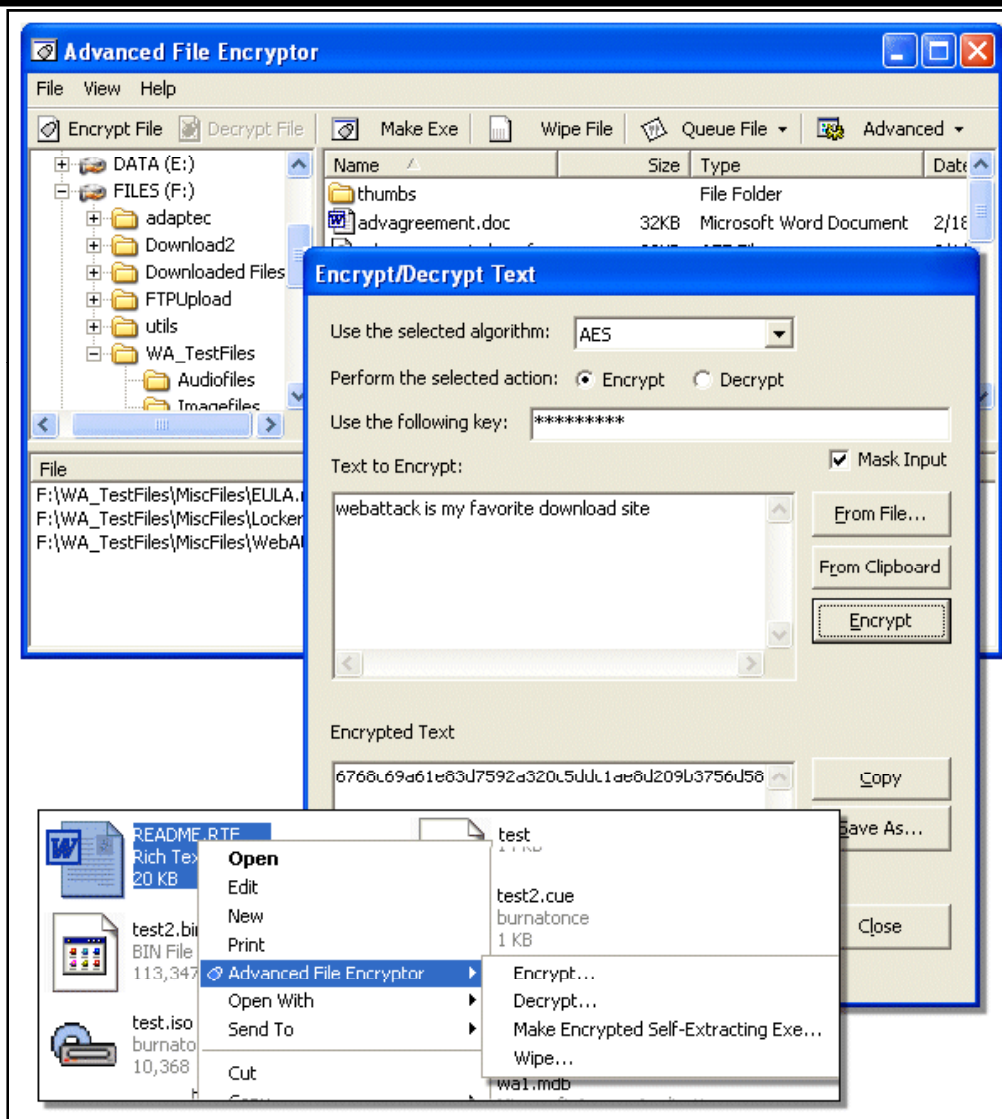 Advanced File Encryptor
File View Help
Encrypt File Decrypt File Make Exe Wipe File Queue File Advanced
DATA (E:)
FILES (F:)
adaptec
Download2
Downloaded Files
FTPUpload
utils
WA_TestFiles
Audiofiles
Imagefiles
Name Size Type Date
thumbs File Folder
advagreement.doc 32KB Microsoft Word Document 2/18
File
F:\WA_TestFiles\MiscFiles\EULA.
F:\WA_TestFiles\MiscFiles\Locker
F:\WA_TestFiles\MiscFiles\WebA
Encrypt/Decrypt Text
Use the selected algorithm: AES
Perform the selected action: Encrypt Decrypt
Use the following key: *********
Mask Input
Text to Encrypt:
webattack is my favorite download site
From File...
From Clipboard
Encrypt
Encrypted Text
Copy
Save As...
Close
README.RTF
Rich Tex
20 KB
test2.bi
BIN File
113,347
test.iso
burnato
10,368
Open
Edit
New
Print
Advanced File Encryptor
Open With
Send To
Cut
test
test2.cue
burnatonce
1 KB
Encrypt...
Decrypt...
Make Encrypted Self-Extracting Exe...
Wipe...
wa1.mdb